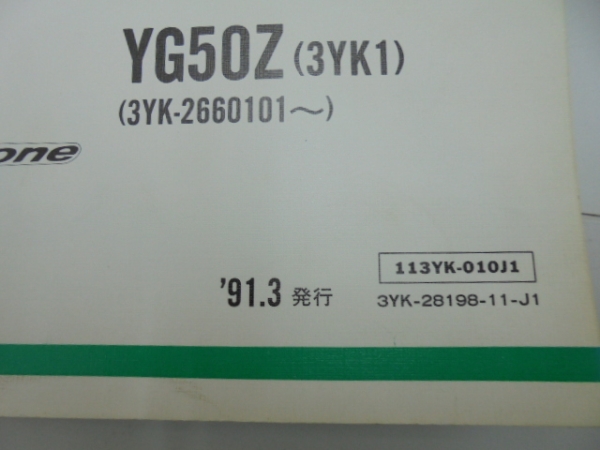 YG50Z (3YK1)
(3YK-2660101〜)
one
'91.3 発行
113YK-010J1
3YK-28198-11-J1